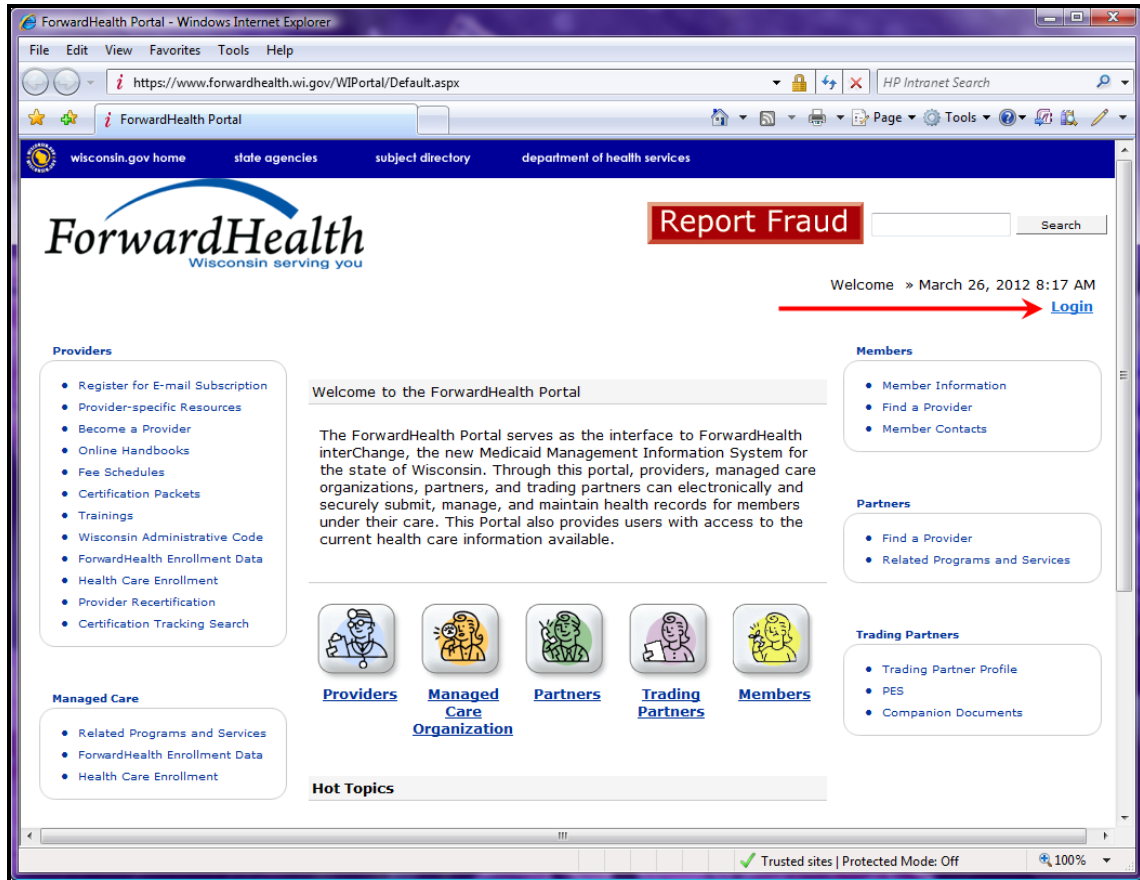 ForwardHealth Portal - Windows Internet Explorer
File Edit View Favorites Tools Help
https://www.forwardhealth.wi.gov/WIPortal/Default.aspx
HP Intranet Search
ForwardHealth Portal
Page Tools
wisconsin.gov home state agencies subject directory department of health services
ForwardHealth
Wisconsin serving you
Report Fraud
Search
Welcome » March 26, 2012 8:17 AM
Login
Providers
Register for E-mail Subscription
Provider-specific Resources
Become a Provider
Online Handbooks
Fee Schedules
Certification Packets
Trainings
Wisconsin Administrative Code
ForwardHealth Enrollment Data
Health Care Enrollment
Provider Recertification
Certification Tracking Search
Managed Care
Related Programs and Services
ForwardHealth Enrollment Data
Health Care Enrollment
Welcome to the ForwardHealth Portal
The ForwardHealth Portal serves as the interface to ForwardHealth
interChange, the new Medicaid Management Information System for
the state of Wisconsin. Through this portal, providers, managed care
organizations, partners, and trading partners can electronically and
securely submit, manage, and maintain health records for members
under their care. This Portal also provides users with access to the
current health care information available.
Providers
Managed
Care
Organization
Partners
Trading
Partners
Members
Hot Topics
Members
Member Information
Find a Provider
Member Contacts
Partners
Find a Provider
Related Programs and Services
Trading Partners
Trading Partner Profile
PES
Companion Documents
Trusted sites | Protected Mode: Off
100%